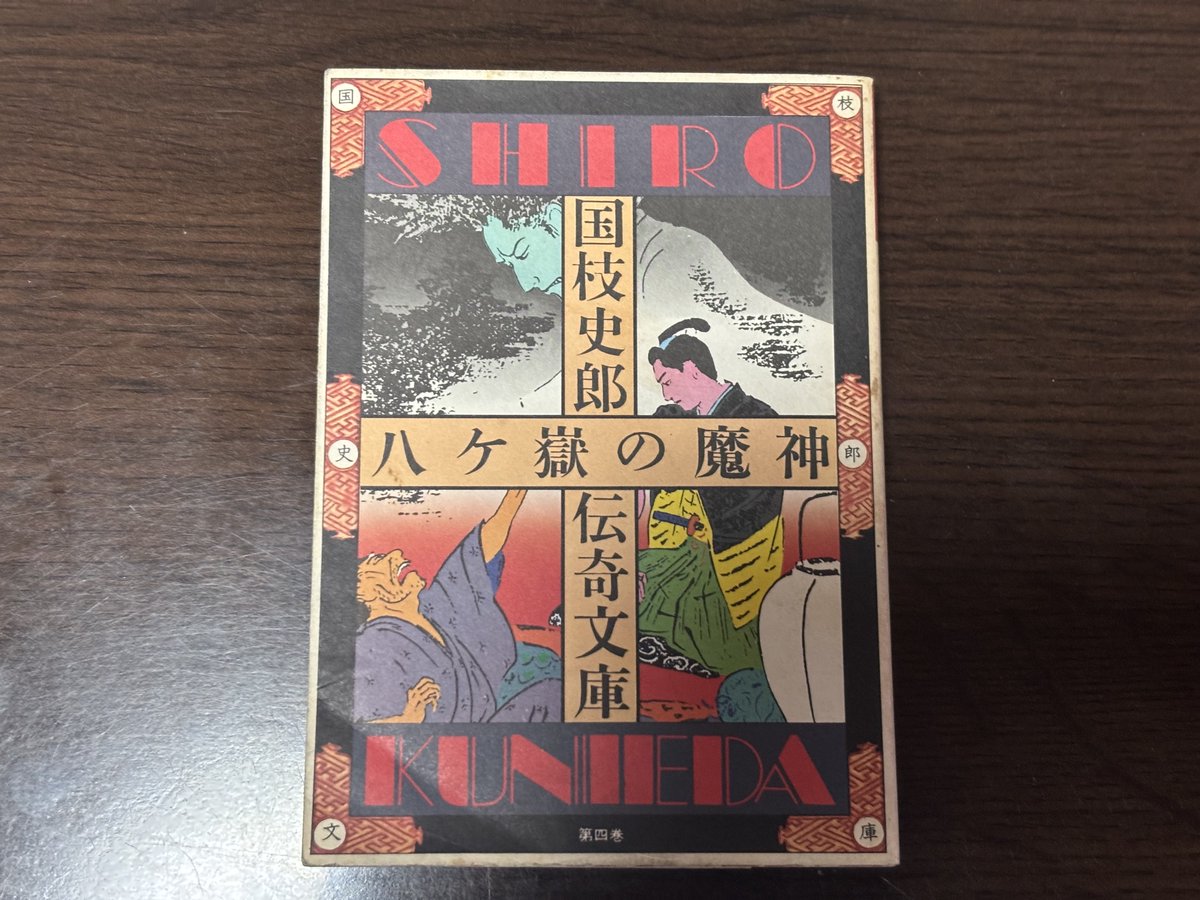 国
枝
SHIRO
国枝史郎
八ケ嶽の魔神
伝奇文庫
史
郎
KUNIEDA
文
庫
第四巻